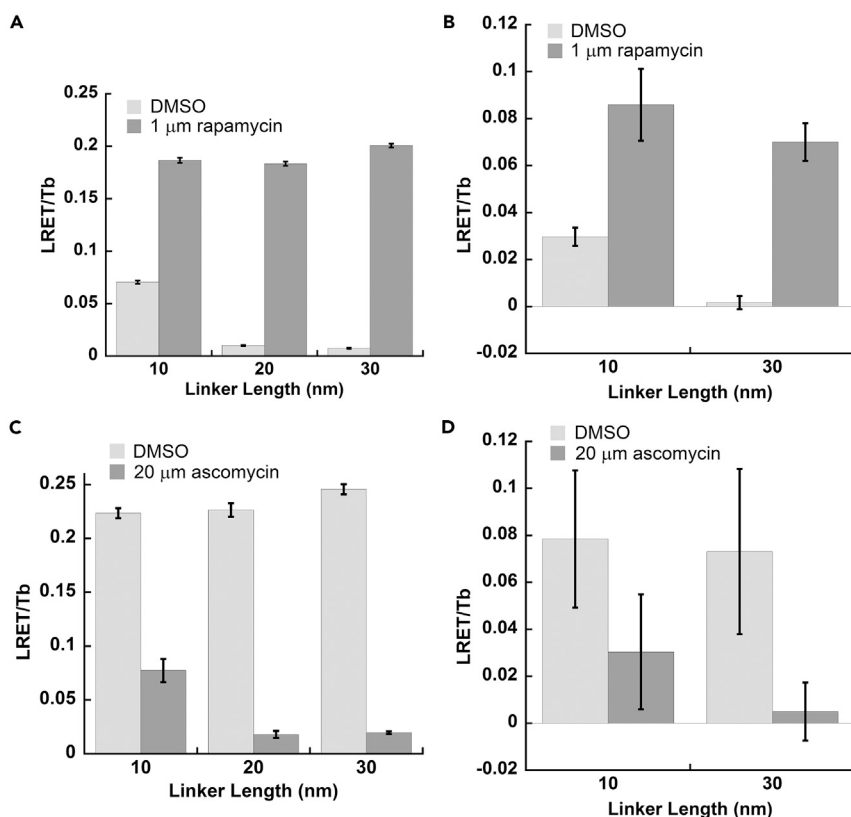 A
DMSO
1 μm rapamycin
0.25
0.2
0.15
0.1
0.05
0
LRET/Tb
10 20 30
Linker Length (nm)
B
DMSO
1 μm rapamycin
0.12
0.1
0.08
0.06
0.04
0.02
0
-0.02
LRET/Tb
10 30
Linker Length (nm)
C
DMSO
20 μm ascomycin
0.25
0.2
0.15
0.1
0.05
0
LRET/Tb
10 20 30
Linker Length (nm)
D
DMSO
20 μm ascomycin
0.12
0.1
0.08
0.06
0.04
0.02
0
-0.02
LRET/Tb
10 30
Linker Length (nm)